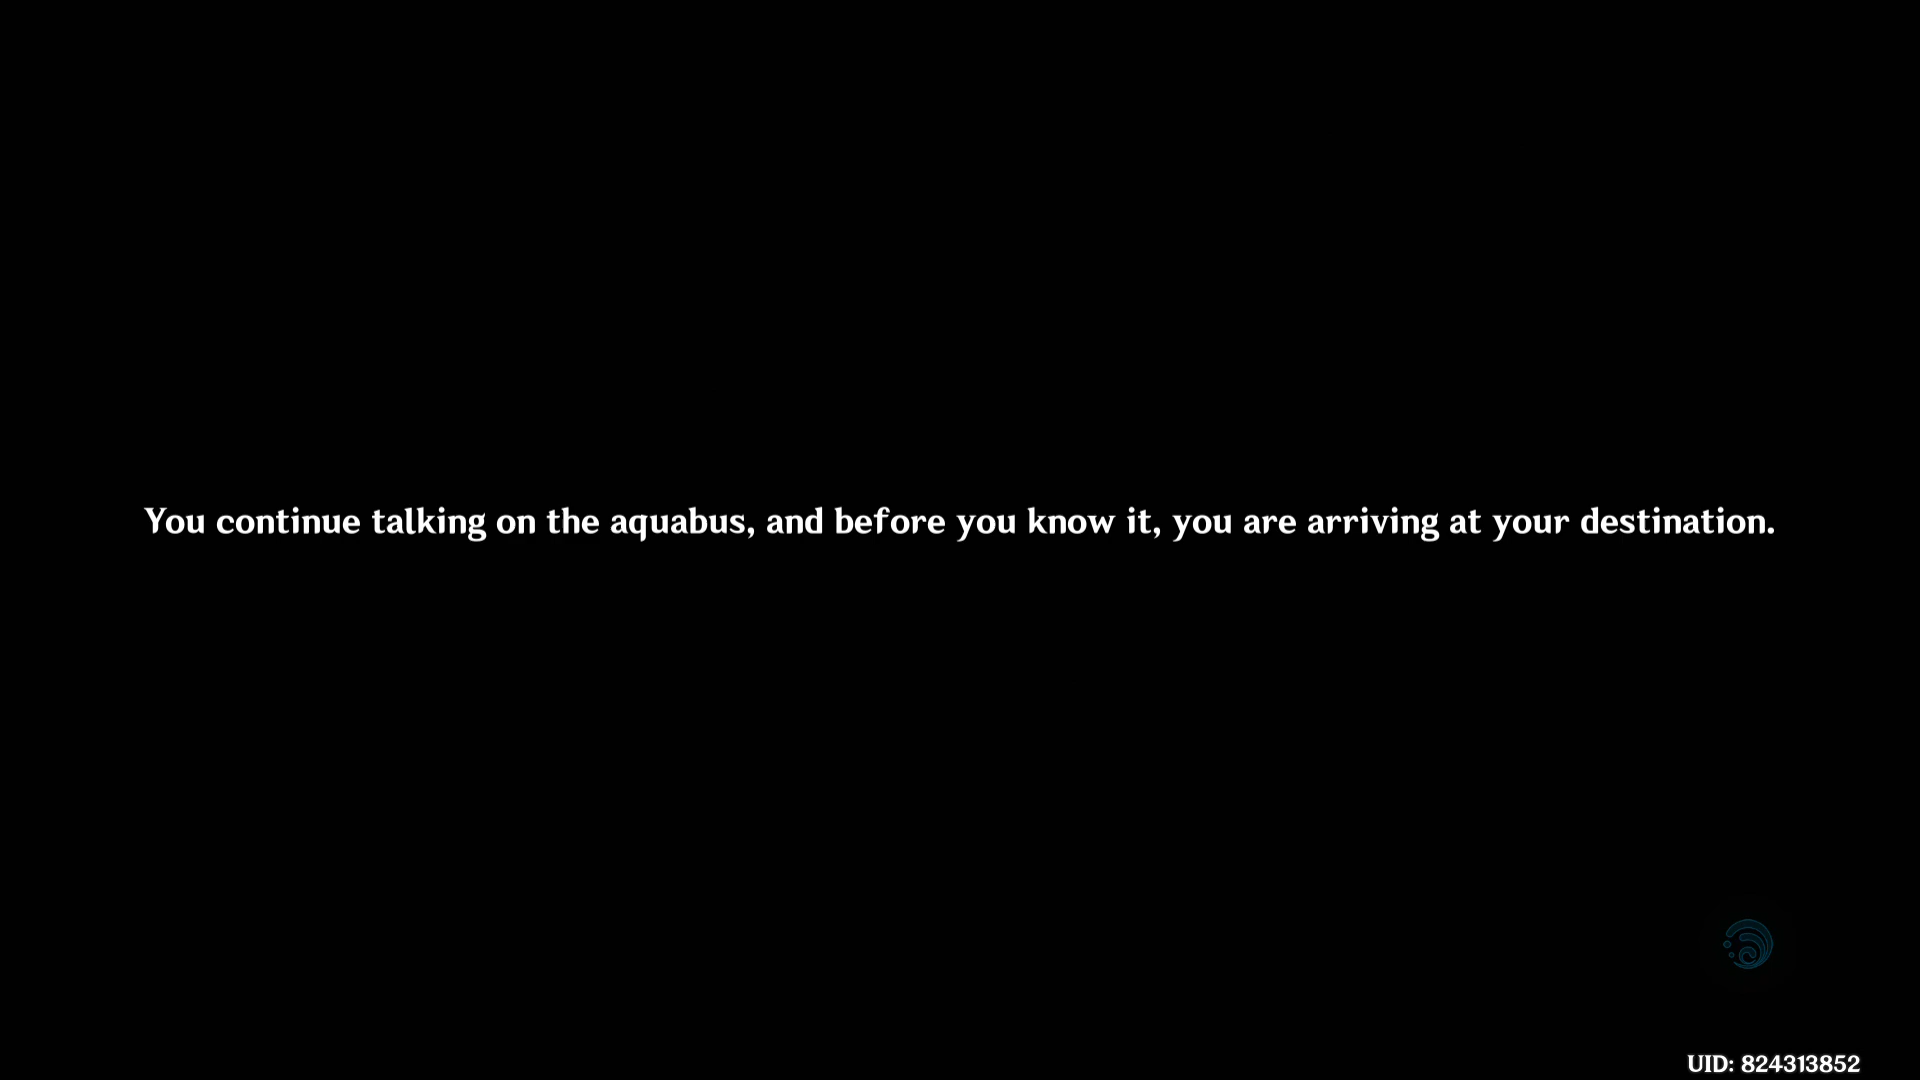 You continue talking on the aquabus, and before you know it, you are arriving at your destination.
UID: 824313852